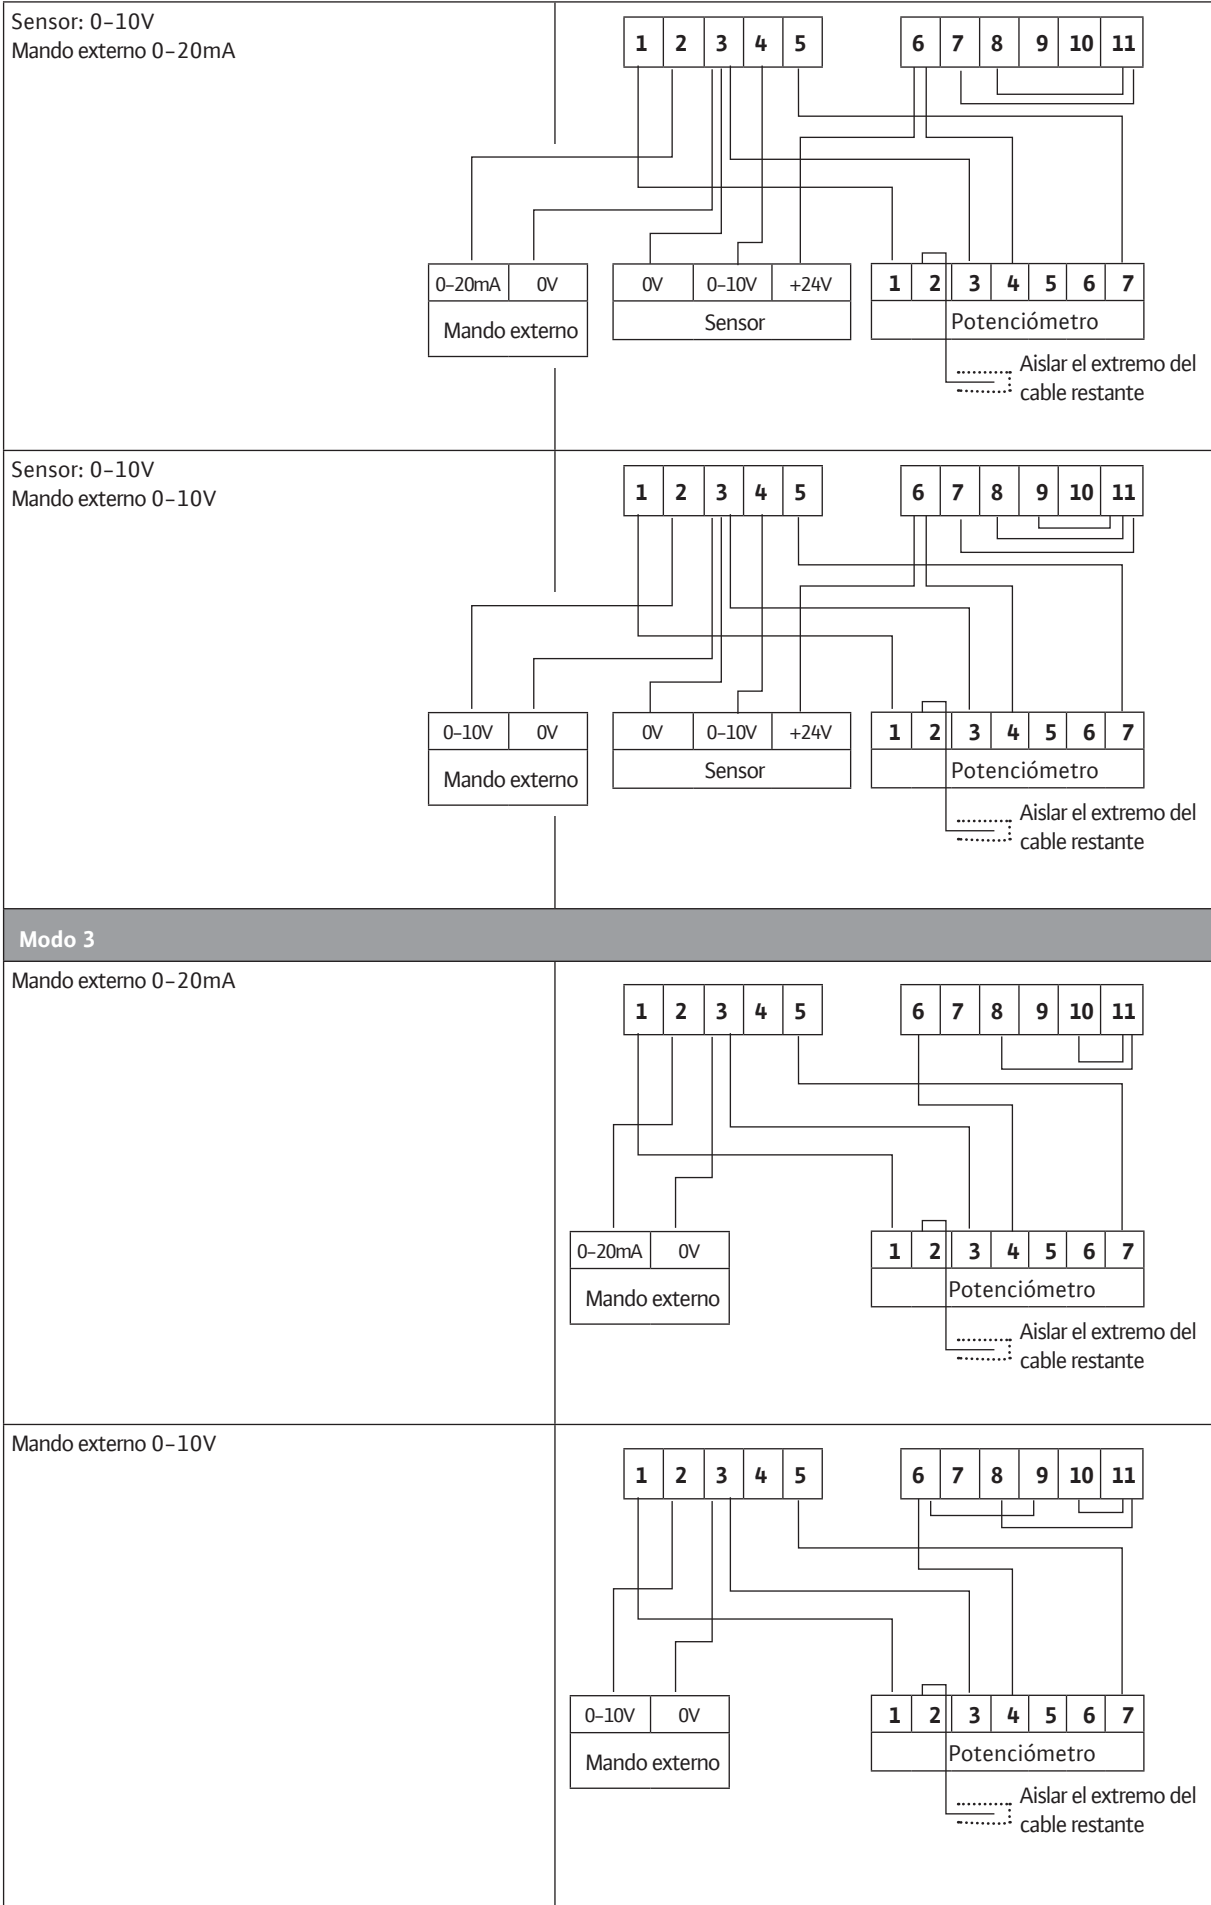 Sensor: 0–10V
Mando externo 0–20mA
1 2 3 4 5 6 7 8 9 10 11
0–20mA 0V 0V 0–10V +24V 1 2 3 4 5 6 7
Mando externo Sensor Potenciómetro
Aislar el extremo del
cable restante
Sensor: 0–10V
Mando externo 0–10V
1 2 3 4 5 6 7 8 9 10 11
0–10V 0V 0V 0–10V +24V 1 2 3 4 5 6 7
Mando externo Sensor Potenciómetro
Aislar el extremo del
cable restante
Modo 3
Mando externo 0–20mA
1 2 3 4 5 6 7 8 9 10 11
0–20mA 0V 1 2 3 4 5 6 7
Mando externo Potenciómetro
Aislar el extremo del
cable restante
Mando externo 0–10V
1 2 3 4 5 6 7 8 9 10 11
0–10V 0V 1 2 3 4 5 6 7
Mando externo Potenciómetro
Aislar el extremo del
cable restante